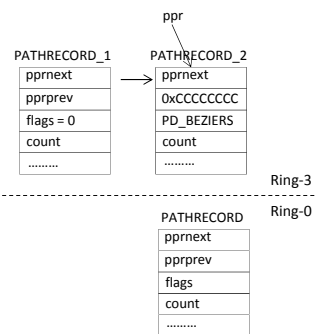 ppr
PATHRECORD_1
pprnext
pprprev
flags = 0
count
.........
PATHRECORD_2
pprnext
0xCCCCCCCC
PD_BEZIERS
count
.........
Ring-3
Ring-0
PATHRECORD
pprnext
pprprev
flags
count
.........